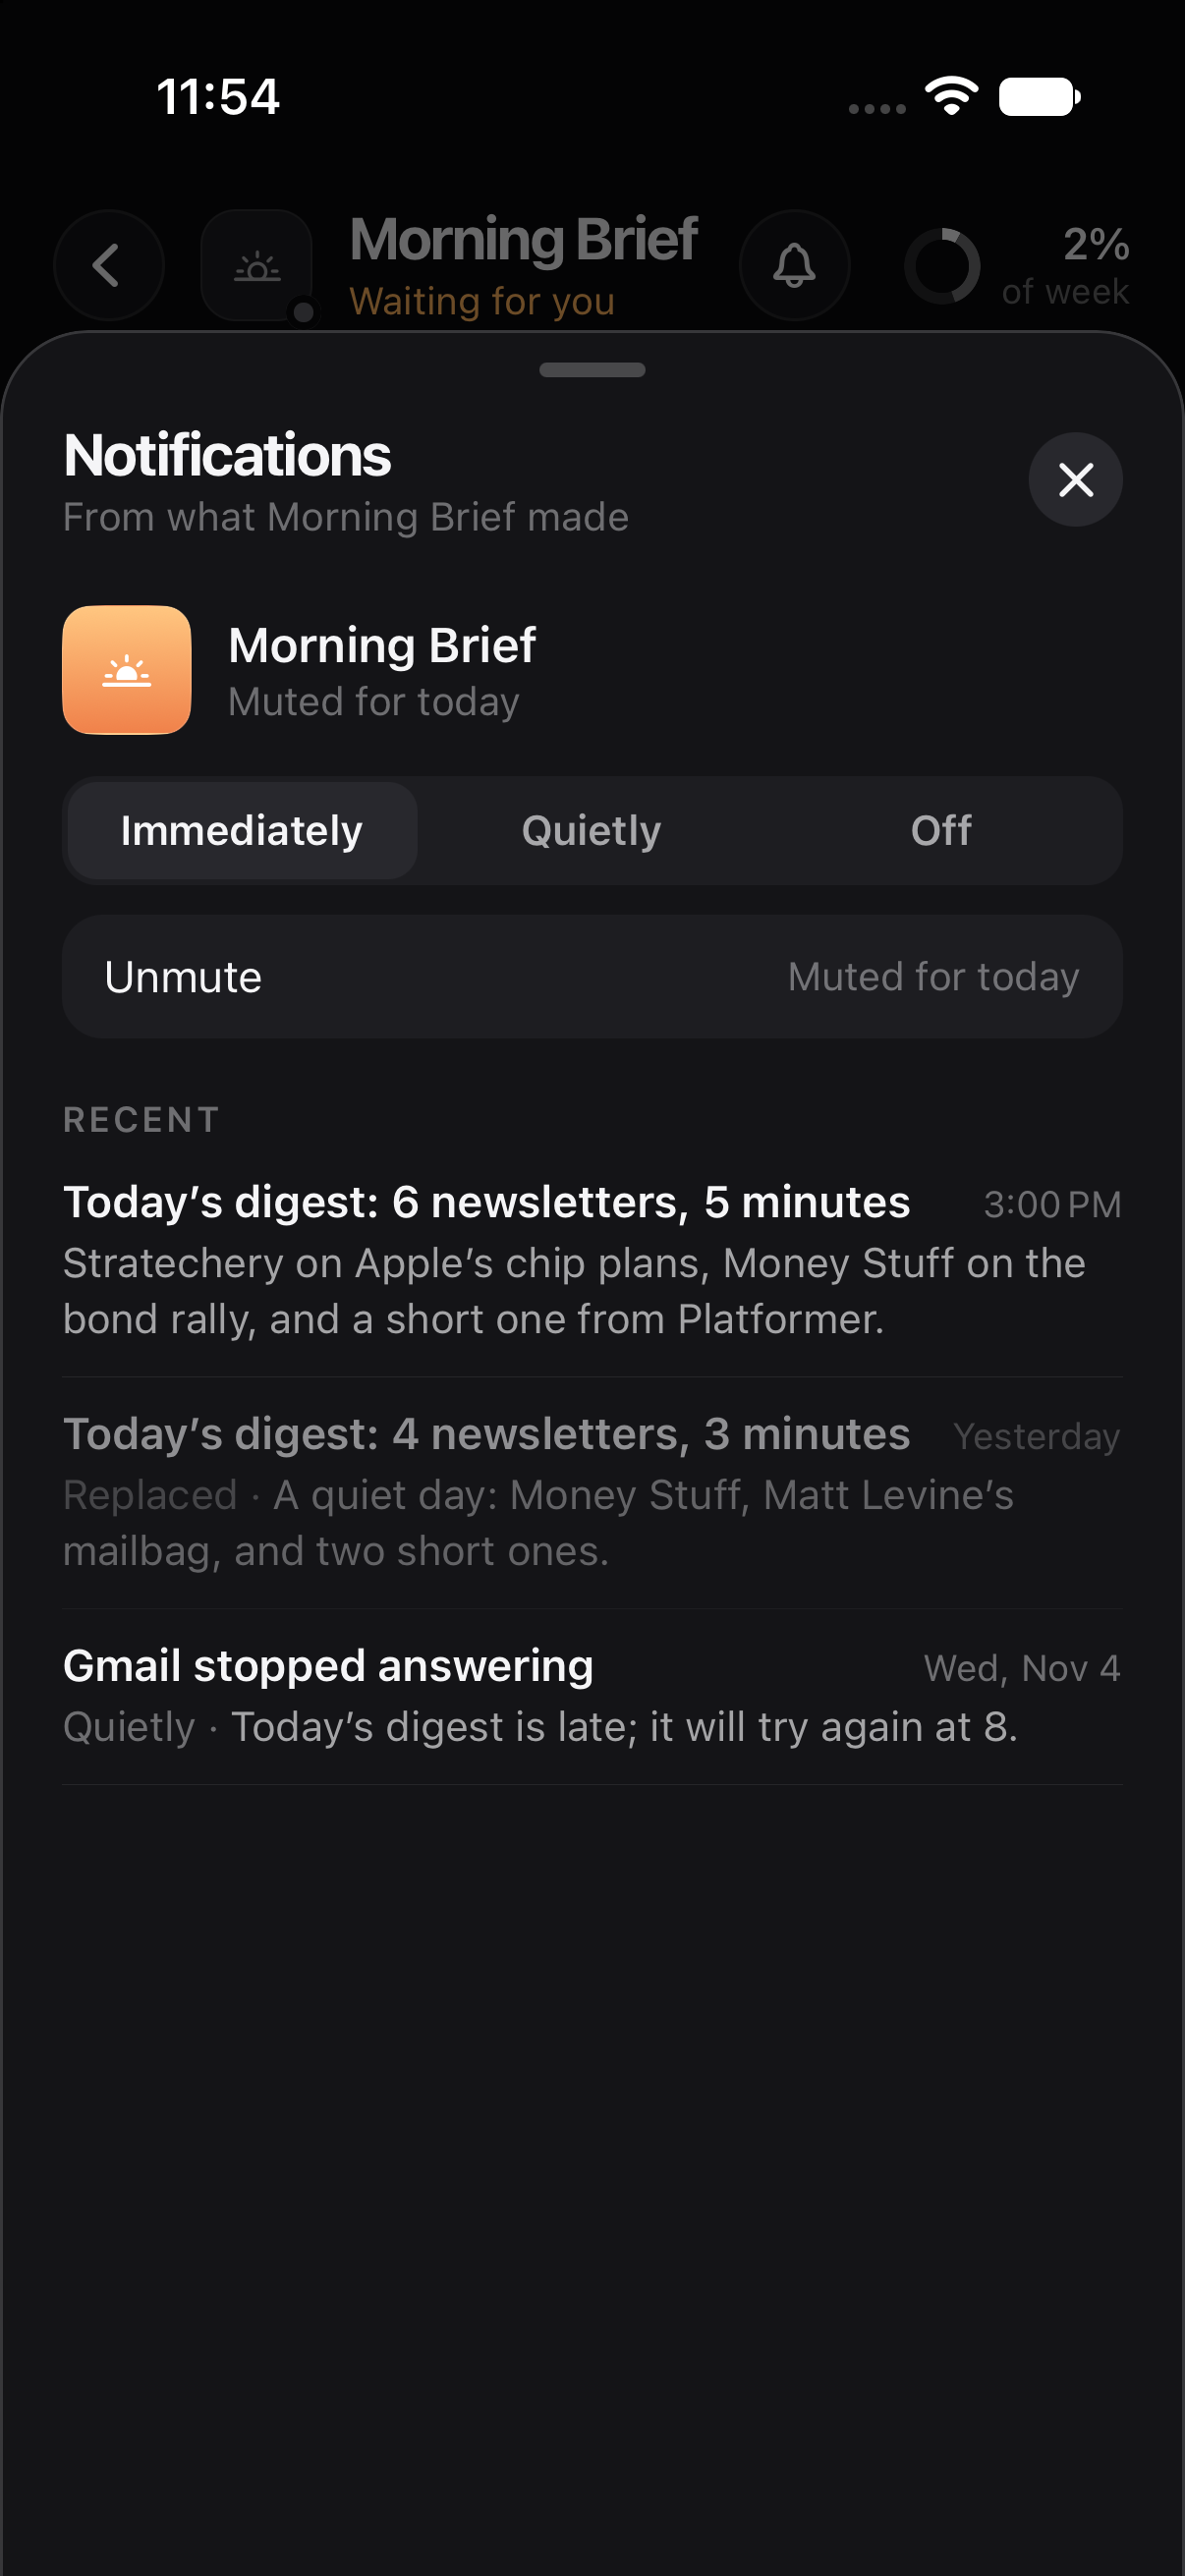 11:54
Morning Brief
Waiting for you
2%
of week
Notifications
From what Morning Brief made
Morning Brief
Muted for today
Immediately
Quietly
Off
Unmute
Muted for today
RECENT
Today’s digest: 6 newsletters, 5 minutes
3:00 PM
Stratechery on Apple’s chip plans, Money Stuff on the
bond rally, and a short one from Platformer.
Today’s digest: 4 newsletters, 3 minutes
Yesterday
Replaced · A quiet day: Money Stuff, Matt Levine’s
mailbag, and two short ones.
Gmail stopped answering
Wed, Nov 4
Quietly · Today’s digest is late; it will try again at 8.